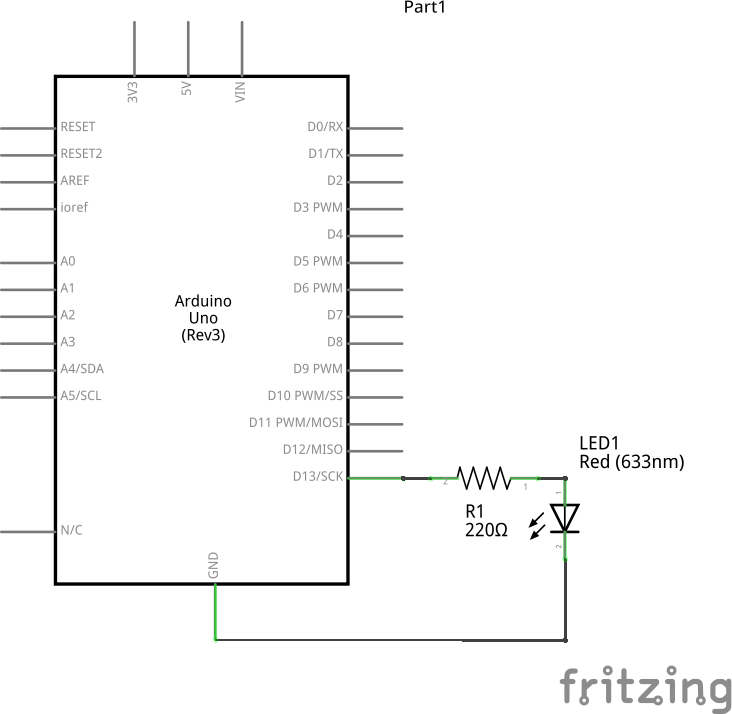 Part1
3V3
5V
VIN
RESET
RESET2
AREF
ioref
A0
A1
A2
A3
A4/SDA
A5/SCL
N/C
Arduino
Uno
(Rev3)
D0/RX
D1/TX
D2
D3 PWM
D4
D5 PWM
D6 PWM
D7
D8
D9 PWM
D10 PWM/SS
D11 PWM/MOSI
D12/MISO
D13/SCK
GND
2
1
R1
220Ω
LED1
Red (633nm)
1
2
fritzing